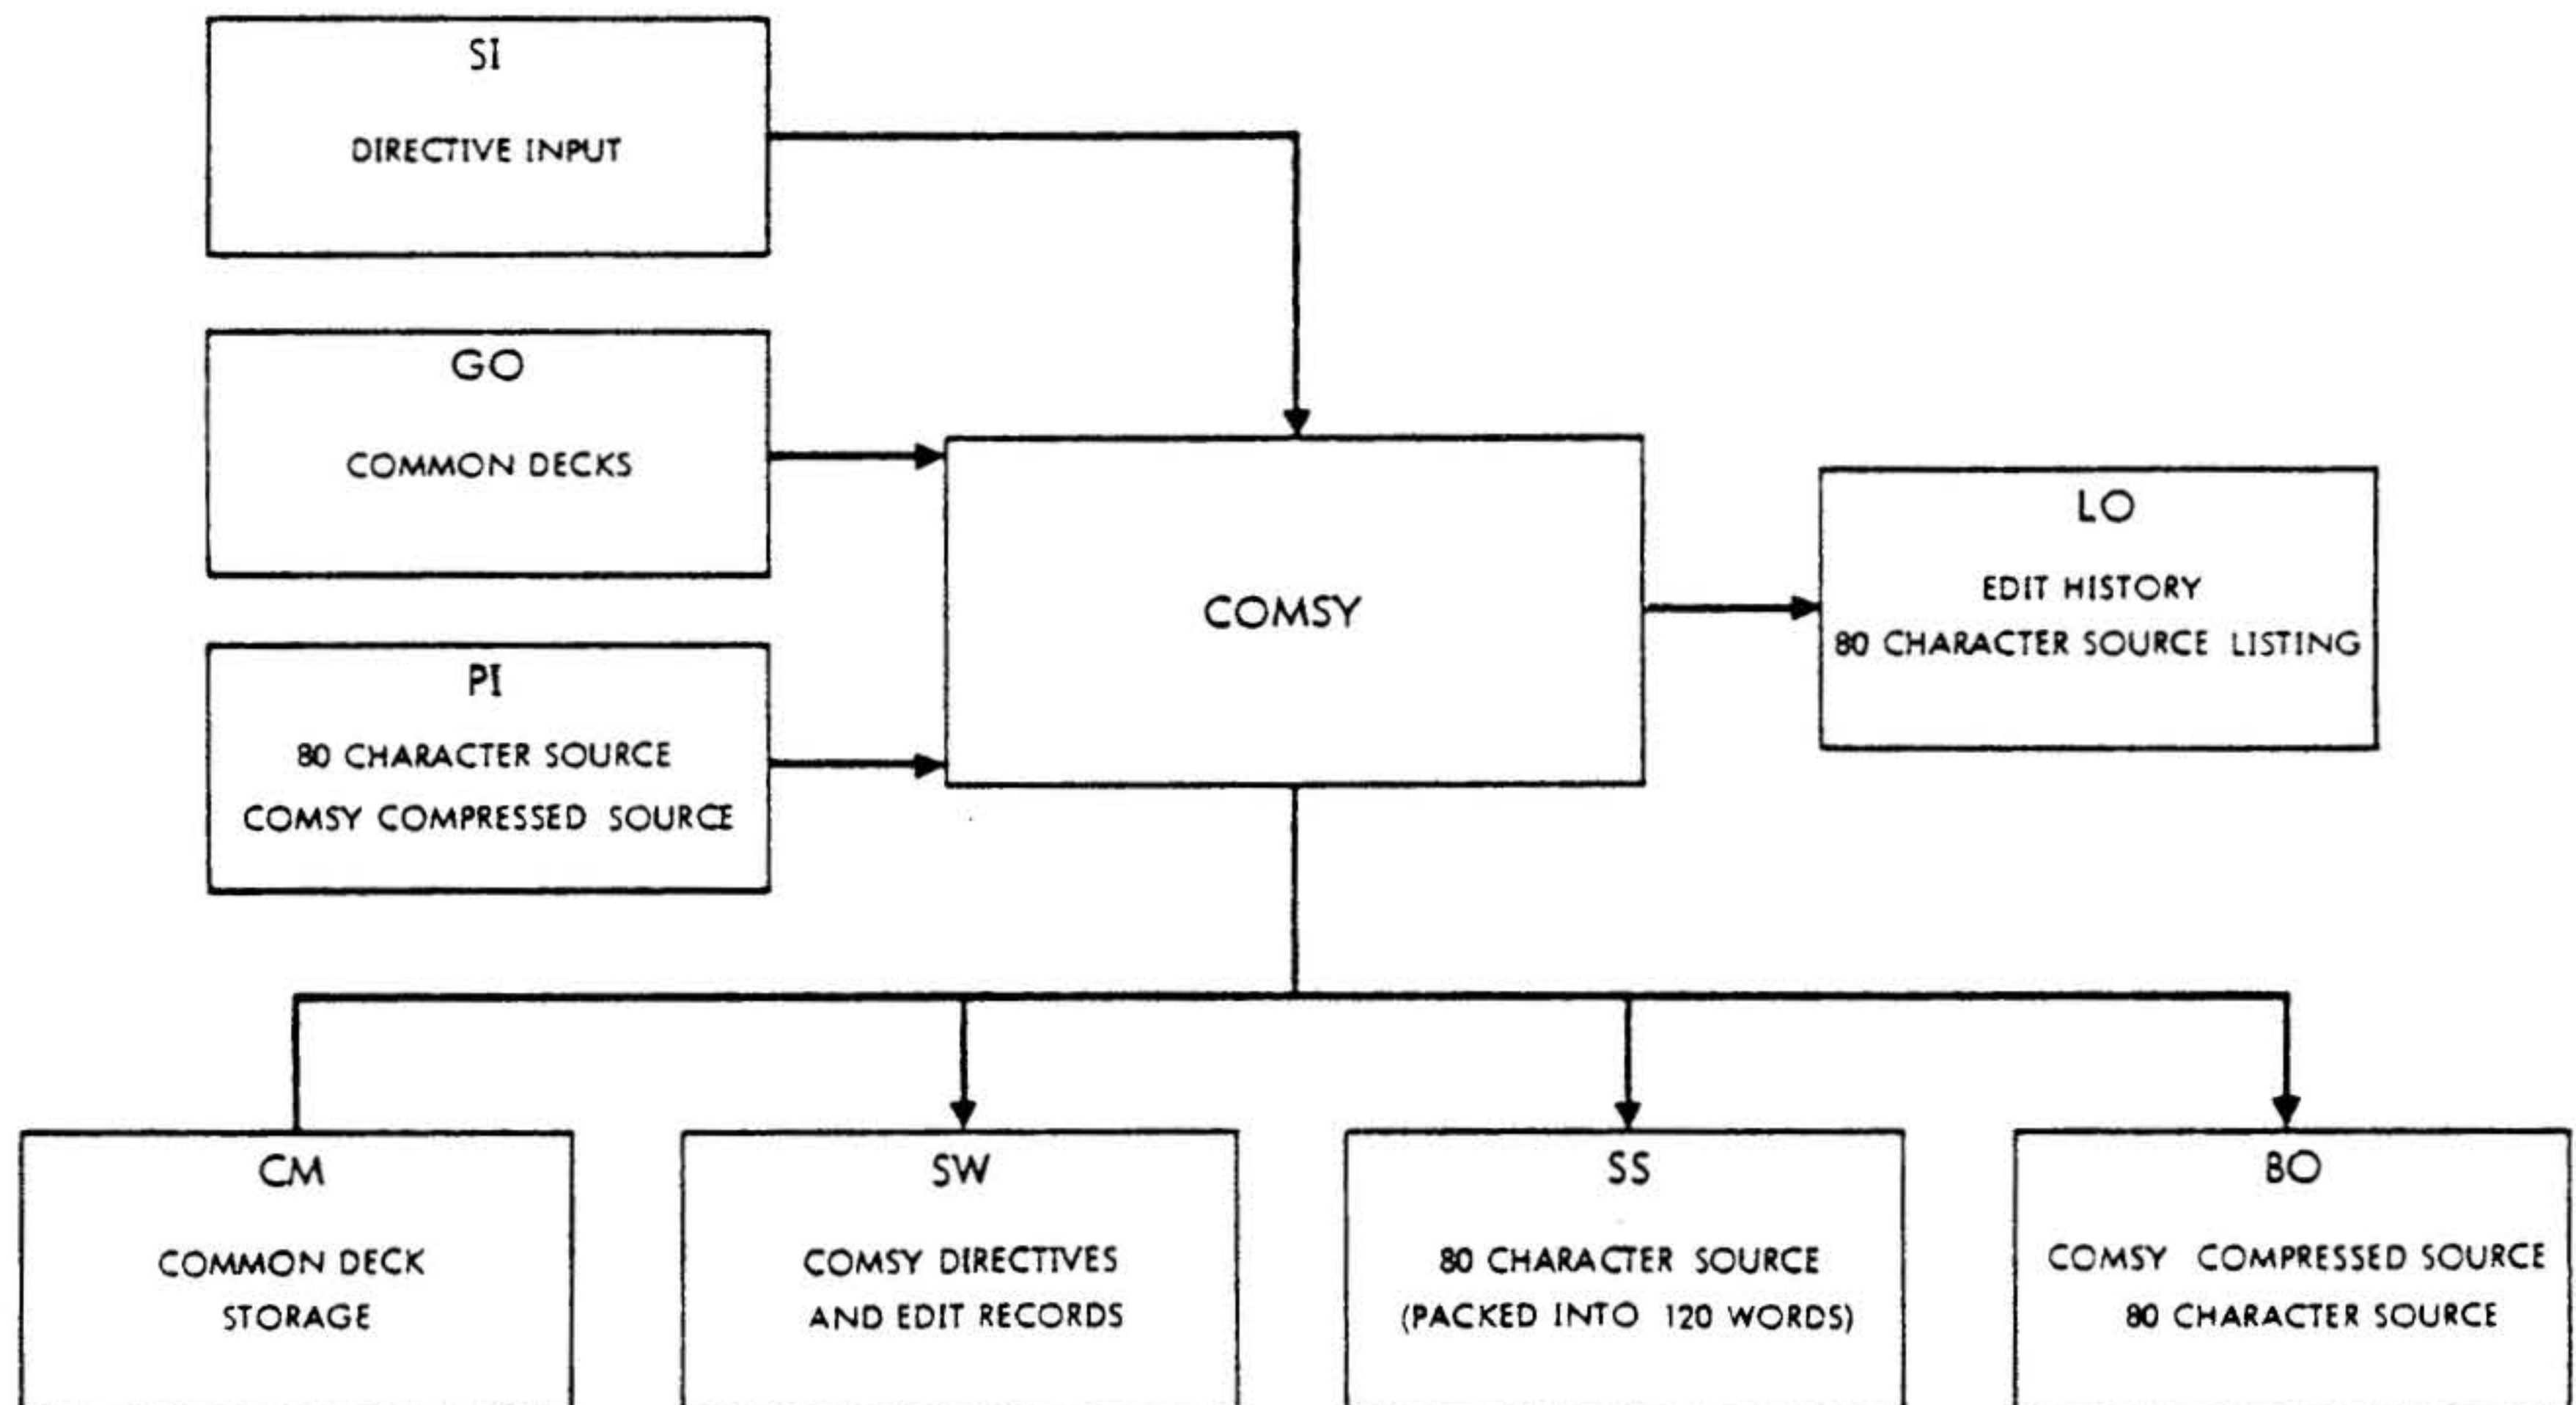 SI
DIRECTIVE INPUT
GO
COMMON DECKS
PI
80 CHARACTER SOURCE
COMSY COMPRESSED SOURCE
COMSY
LO
EDIT HISTORY
80 CHARACTER SOURCE LISTING
CM
COMMON DECK
STORAGE
SW
COMSY DIRECTIVES
AND EDIT RECORDS
SS
80 CHARACTER SOURCE
(PACKED INTO 120 WORDS)
BO
COMSY COMPRESSED SOURCE
80 CHARACTER SOURCE